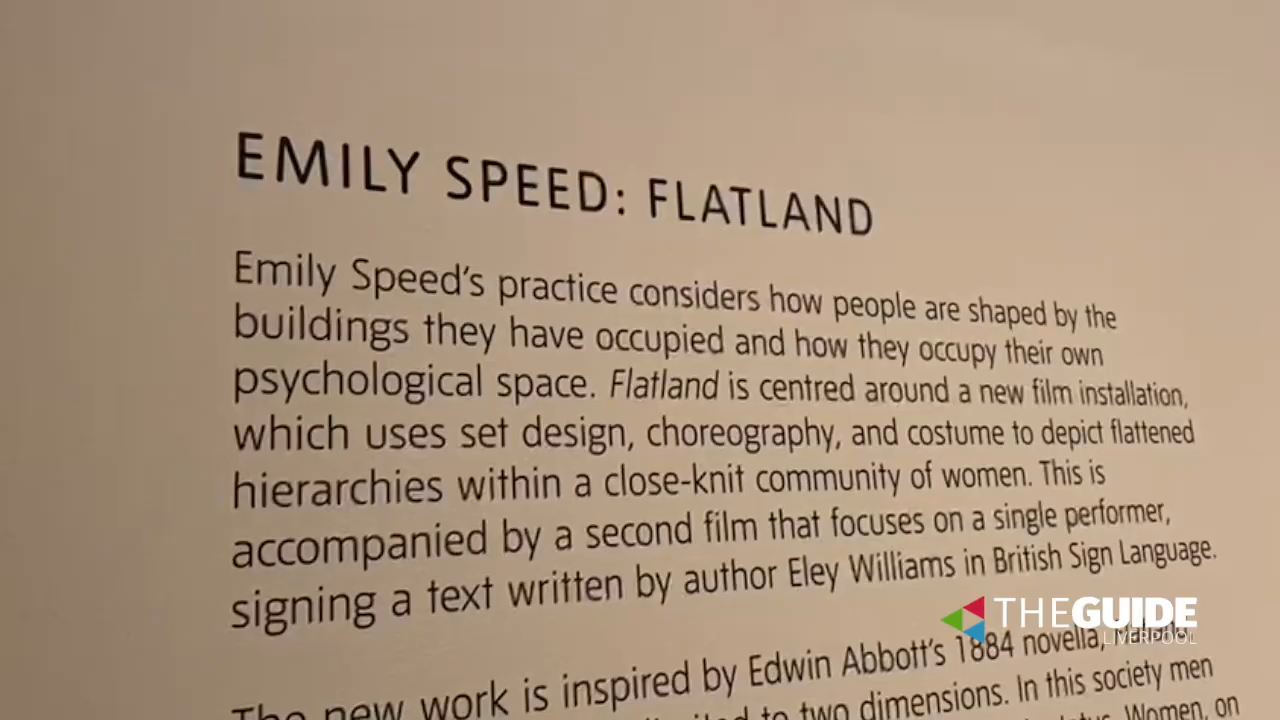 EMILY SPEED: FLATLAND
Emily Speed's practice considers how people are shaped by the
buildings they have occupied and how they occupy their own
psychological space. Flatland is centred around a new film installation,
which uses set design, choreography, and costume to depict flattened
hierarchies within a close-knit community of women. This is
accompanied by a second film that focuses on a single performer,
signing a text written by author Eley Williams in British Sign Language.
THEGUIDE
LIVERPOOL
The new work is inspired by Edwin Abbott's 1884 novella,
to two dimensions. In this society men
Women, on